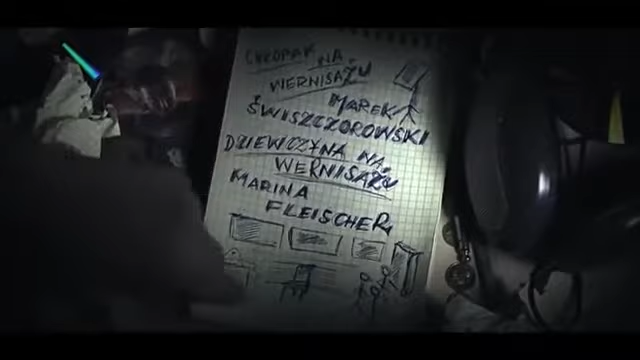 CHŁOPAK NA
WERNISAŻU
MAREK
ŚWISZCZOROWSKI
DZIEWCZYNA NA
WERNISAŻU
MARINA
FLEISCHER